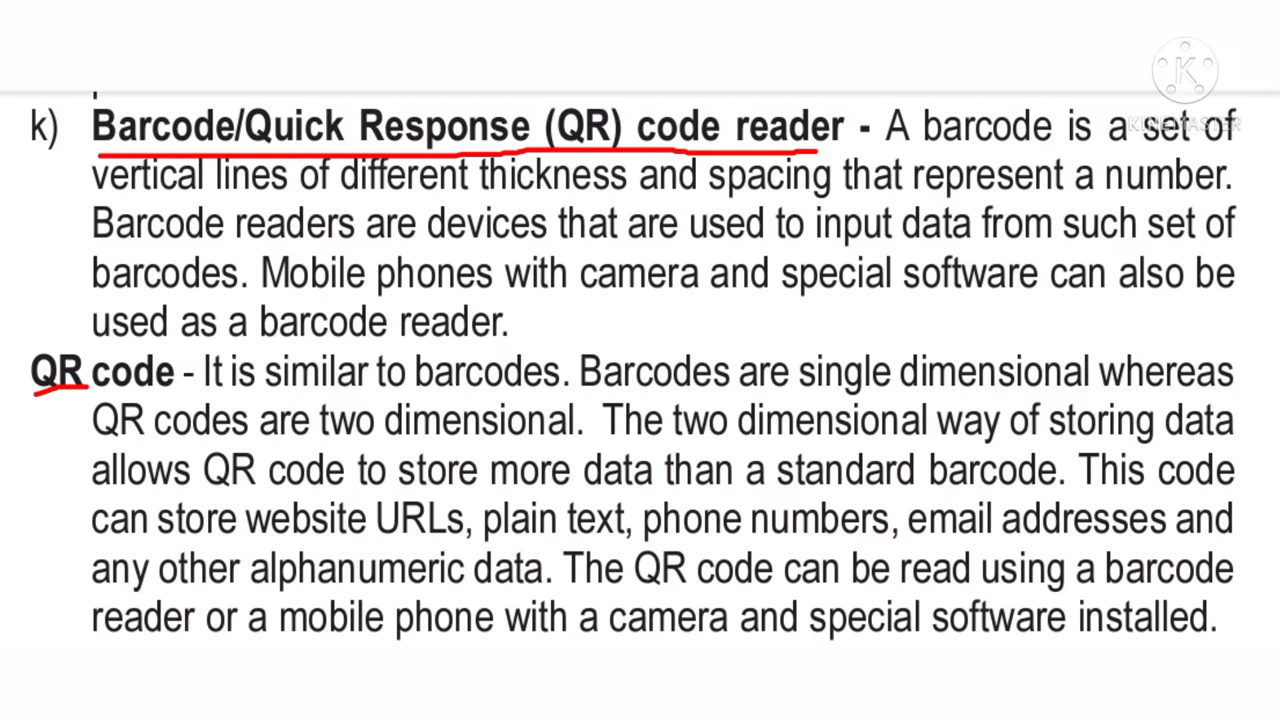 k) Barcode/Quick Response (QR) code reader - A barcode is a set of
vertical lines of different thickness and spacing that represent a number.
Barcode readers are devices that are used to input data from such set of
barcodes. Mobile phones with camera and special software can also be
used as a barcode reader.
QR code - It is similar to barcodes. Barcodes are single dimensional whereas
QR codes are two dimensional. The two dimensional way of storing data
allows QR code to store more data than a standard barcode. This code
can store website URLs, plain text, phone numbers, email addresses and
any other alphanumeric data. The QR code can be read using a barcode
reader or a mobile phone with a camera and special software installed.
K
KINEMASTER